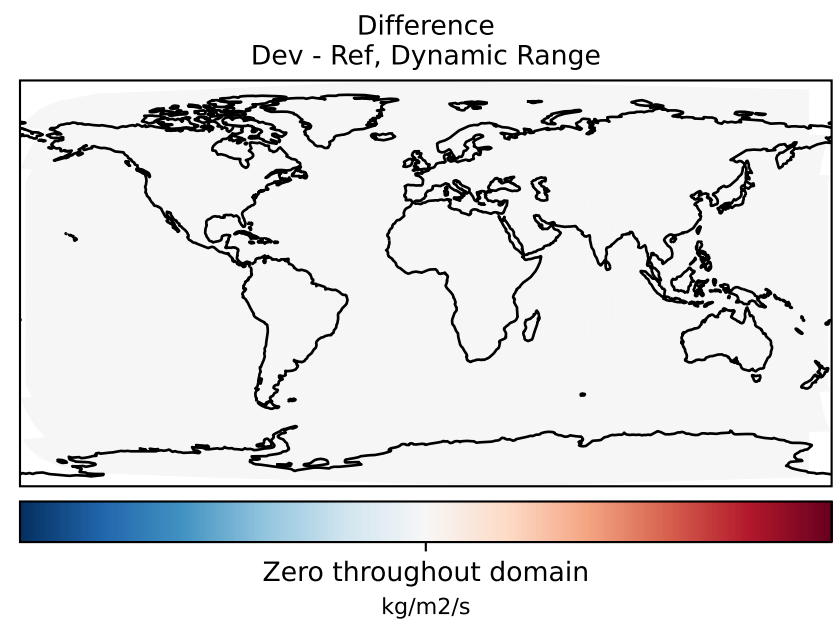 Difference
Dev - Ref, Dynamic Range
Zero throughout domain
kg/m2/s